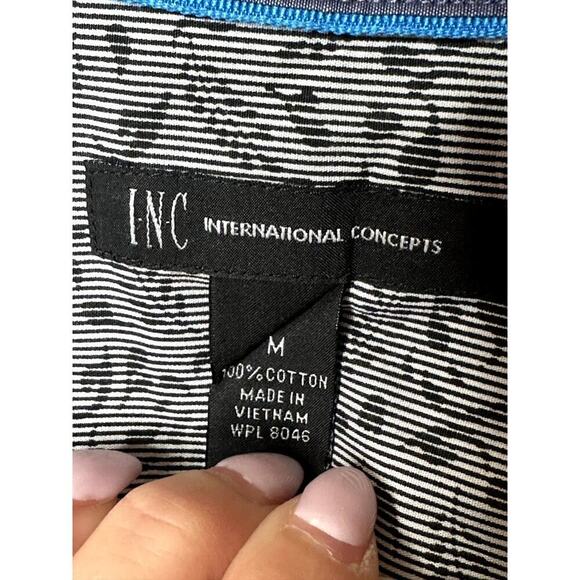 I·N·C INTERNATIONAL CONCEPTS
M
100% COTTON
MADE IN
VIETNAM
WPL 8046